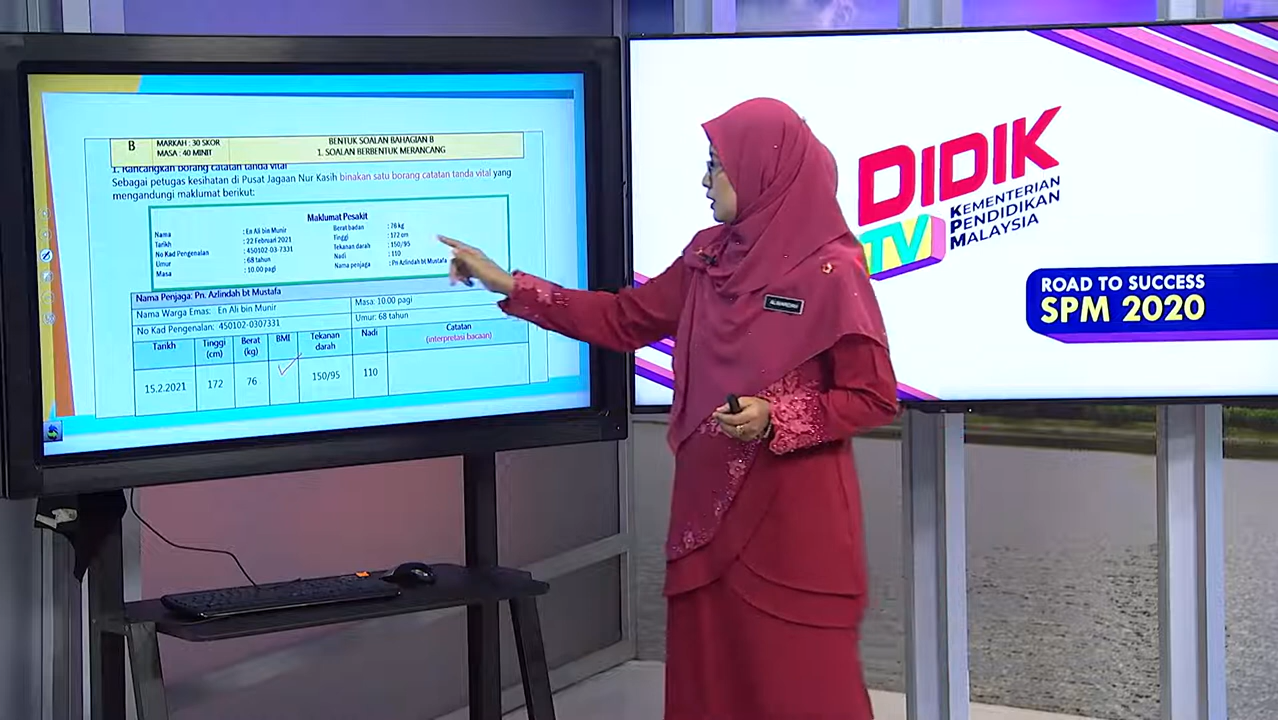 B
MARKAH : 30 SKOR
MASA : 40 MINIT
BENTUK SOALAN BAHAGIAN B
1. SOALAN BERBENTUK MERANCANG
1. Rancangkan borang catatan tanda vital
Sebagai petugas kesihatan di Pusat Jagaan Nur Kasih binakan satu borang catatan tanda vital yang
mengandungi maklumat berikut:
Maklumat Pesakit
Nama : En Ali bin Munir
Tarikh : 22 Februari 2021
No Kad Pengenalan : 450102-03-7331
Umur : 68 tahun
Masa : 10.00 pagi
Berat badan : 76 kg
Tinggi : 172 cm
Tekanan darah : 150/95
Nadi : 110
Nama penjaga : Pn Azlindah bt Mustafa
Nama Penjaga: Pn. Azlindah bt Mustafa
Nama Warga Emas: En Ali bin Munir
Masa: 10.00 pagi
No Kad Pengenalan: 450102-0307331
Umur: 68 tahun
Tarikh
Tinggi
(cm)
Berat
(kg)
BMI
Tekanan
darah
Nadi
Catatan
(interpretasi bacaan)
15.2.2021
172
76
150/95
110
DIDIK
TV
KEMENTERIAN
PENDIDIKAN
MALAYSIA
ROAD TO SUCCESS
SPM 2020